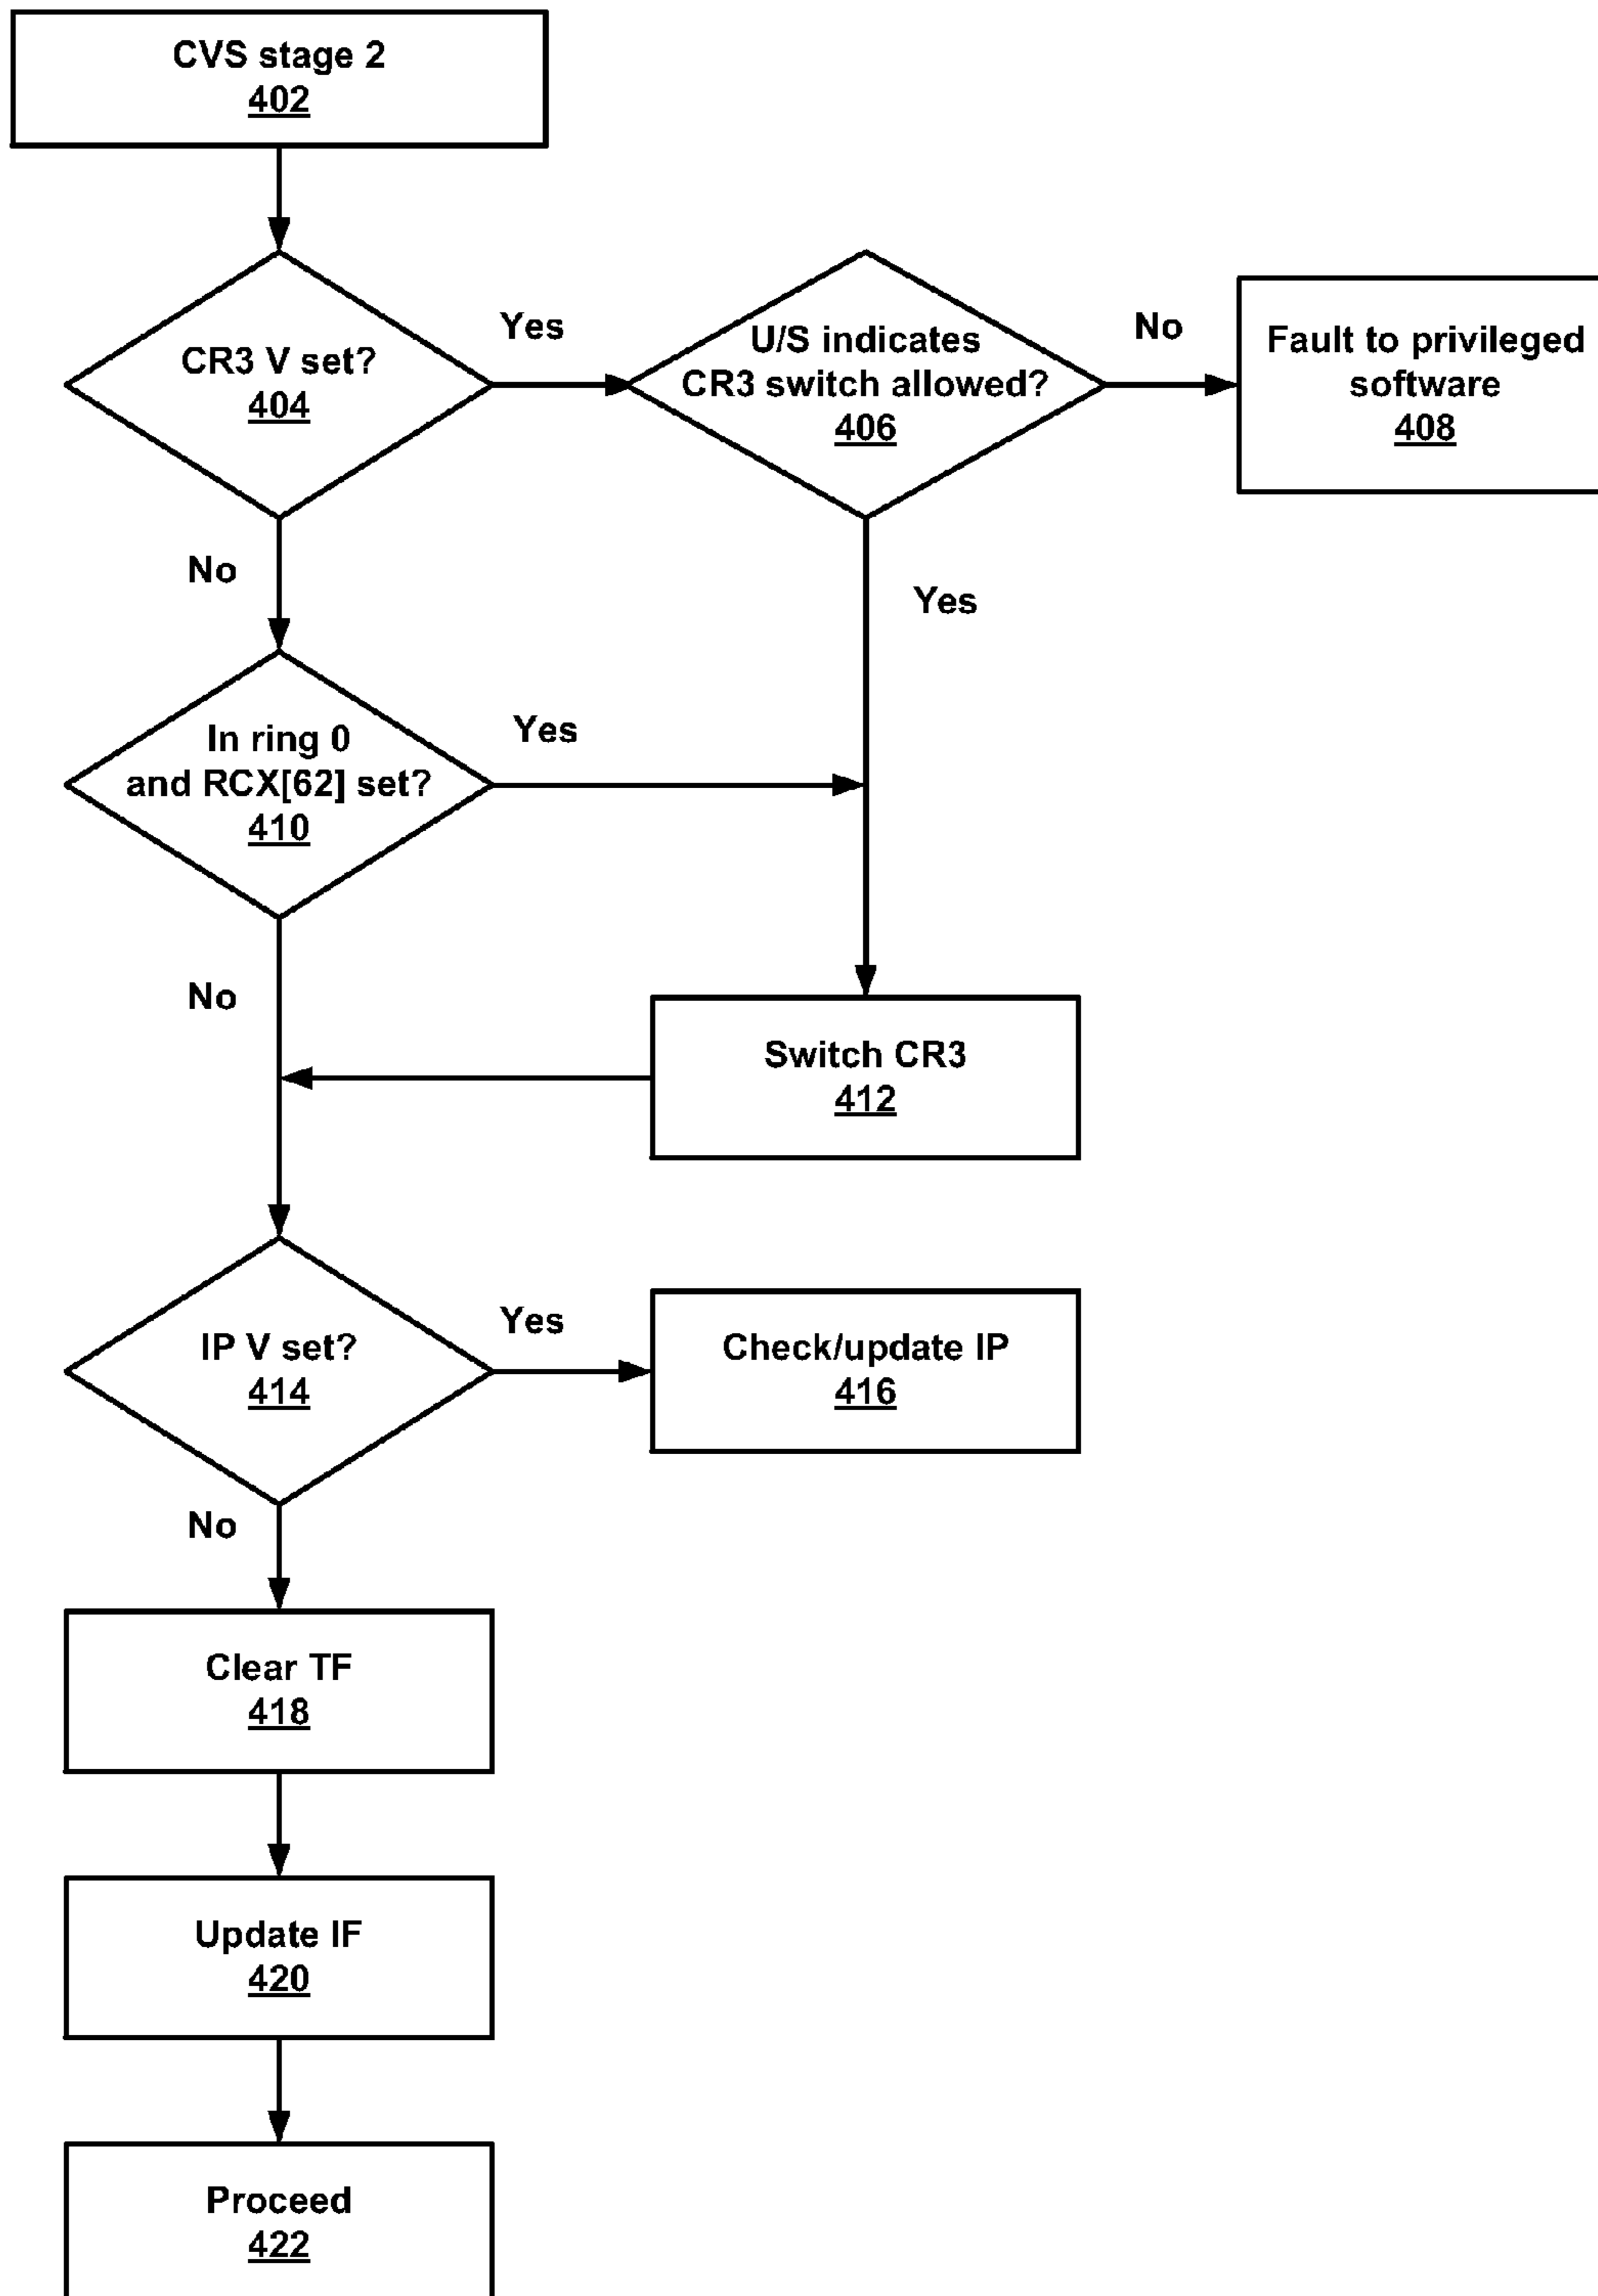 CVS stage 2
402
CR3 V set?
404
Yes
U/S indicates
CR3 switch allowed?
406
No
Fault to privileged
software
408
No
Yes
In ring 0
and RCX[62] set?
410
Yes
No
Switch CR3
412
IP V set?
414
Yes
Check/update IP
416
No
Clear TF
418
Update IF
420
Proceed
422